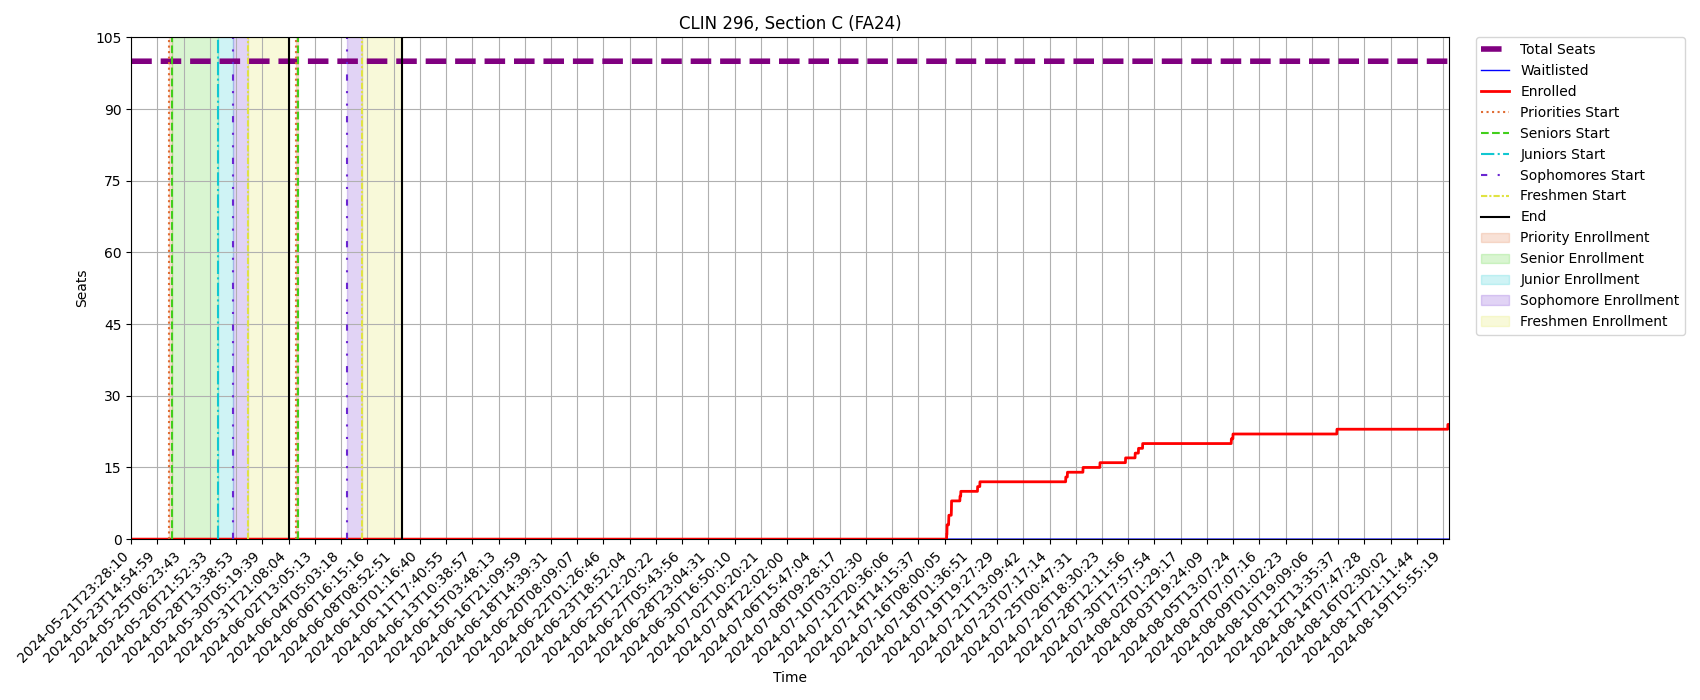 CLIN 296, Section C (FA24)
105
90
75
60
45
30
15
0
Seats
2024-05-21T23:28:10
2024-05-23T14:54:59
2024-05-25T06:23:43
2024-05-26T21:52:33
2024-05-28T13:38:53
2024-05-30T05:19:39
2024-05-31T21:08:04
2024-06-02T13:05:13
2024-06-04T05:03:18
2024-06-06T16:15:16
2024-06-08T08:52:51
2024-06-10T01:16:40
2024-06-11T17:40:55
2024-06-13T10:38:57
2024-06-15T03:48:13
2024-06-16T21:09:59
2024-06-18T14:39:31
2024-06-20T08:09:07
2024-06-22T01:26:46
2024-06-23T18:52:04
2024-06-25T12:20:22
2024-06-27T05:43:56
2024-06-28T23:04:31
2024-06-30T16:50:10
2024-07-02T10:20:21
2024-07-04T22:02:00
2024-07-06T15:47:04
2024-07-08T09:28:17
2024-07-10T03:02:30
2024-07-12T20:36:06
2024-07-14T14:15:37
2024-07-16T08:00:05
2024-07-18T01:36:51
2024-07-19T19:27:29
2024-07-21T13:09:42
2024-07-23T07:17:14
2024-07-25T00:47:31
2024-07-26T18:30:23
2024-07-28T12:11:56
2024-07-30T17:57:54
2024-08-02T01:29:17
2024-08-03T19:24:09
2024-08-05T13:07:24
2024-08-07T07:07:16
2024-08-09T01:02:23
2024-08-10T19:09:06
2024-08-12T13:35:37
2024-08-14T07:47:28
2024-08-16T02:30:02
2024-08-17T21:11:44
2024-08-19T15:55:19
Time
Total Seats
Waitlisted
Enrolled
Priorities Start
Seniors Start
Juniors Start
Sophomores Start
Freshmen Start
End
Priority Enrollment
Senior Enrollment
Junior Enrollment
Sophomore Enrollment
Freshmen Enrollment